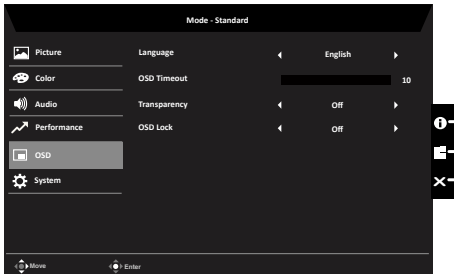 Mode - Standard
Picture
Language
English
Color
OSD Timeout
10
Audio
Transparency
Off
Performance
OSD Lock
Off
OSD
System
Move
Enter